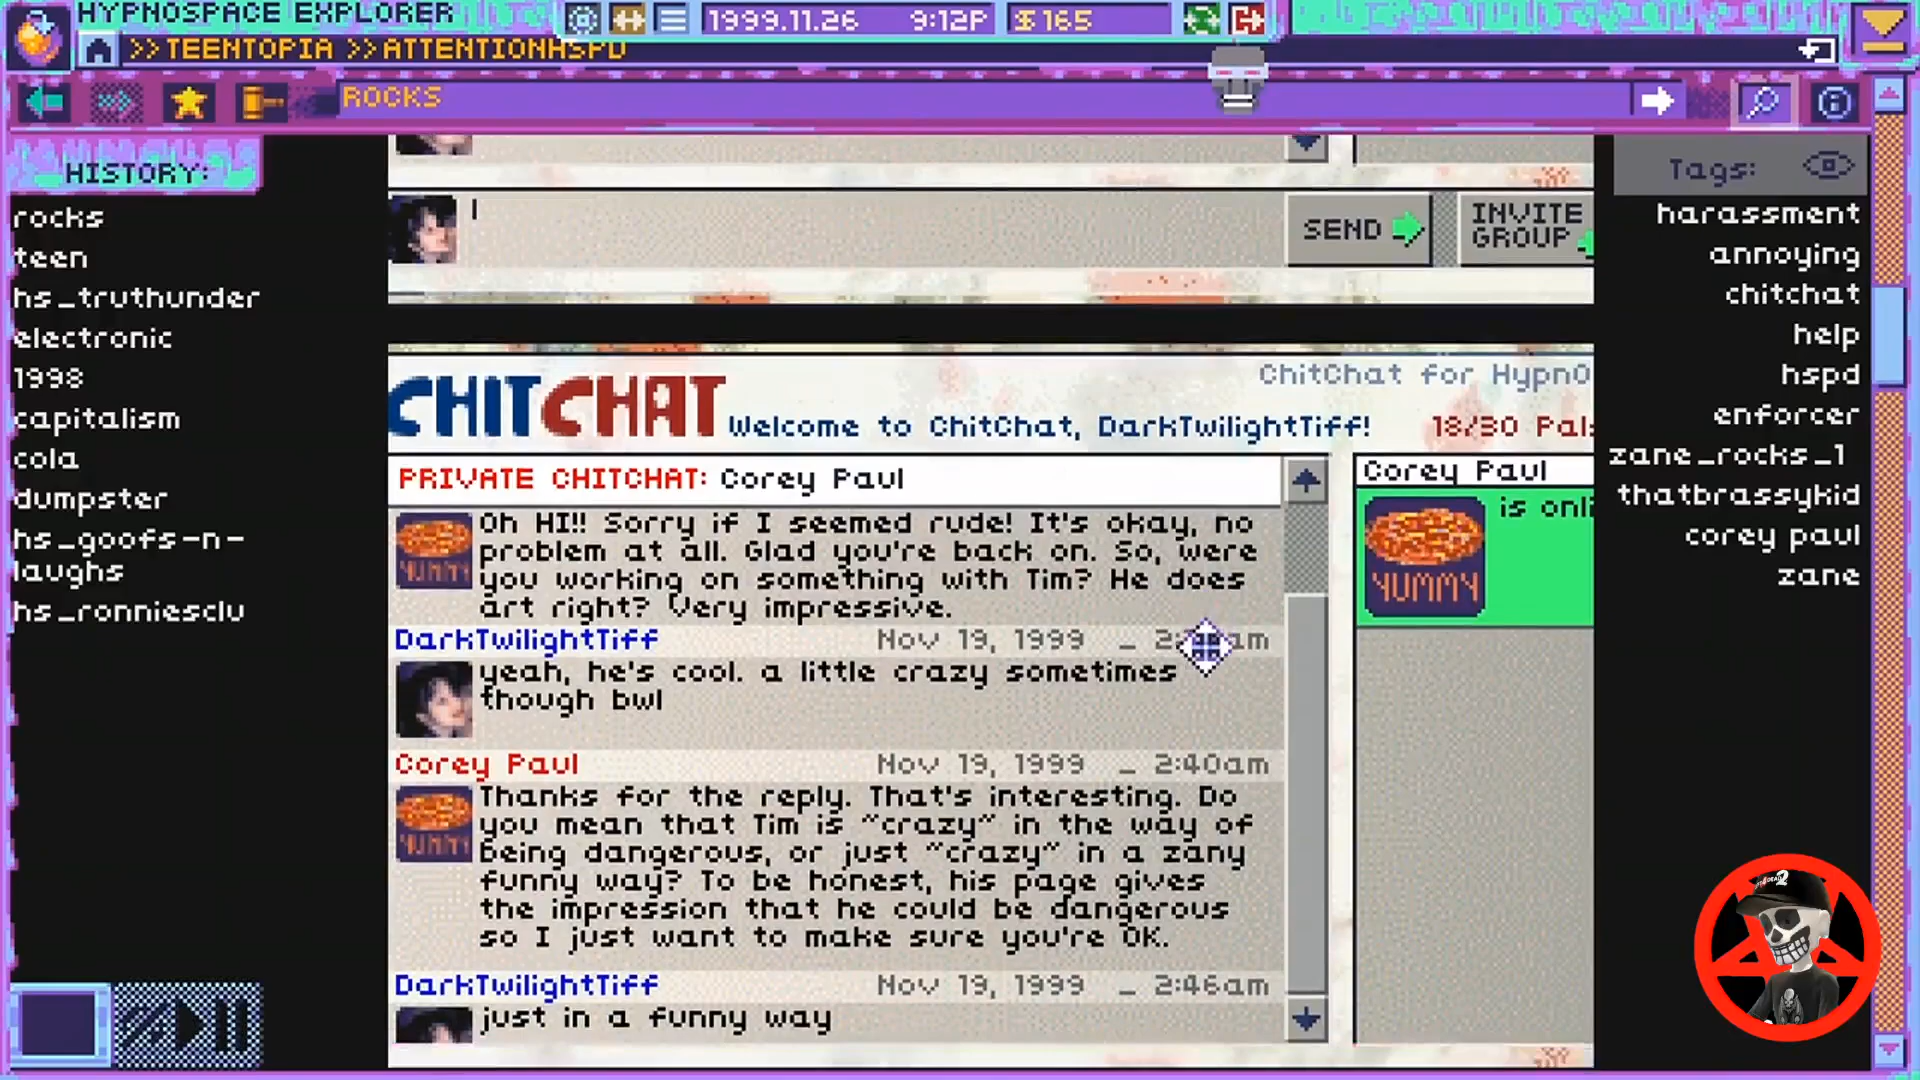 HYPNOSPACE EXPLORER
1999.11.26 9:12P $165
>>TEENTOPIA >>ATTENTIONHSPD
ROCKS
HISTORY:
rocks
teen
hs_truthunder
electronic
1998
capitalism
cola
dumpster
hs_goofs-n-
laughs
hs_ronniesclu
SEND
INVITE
GROUP
CHITCHAT
ChitChat for HypnO
Welcome to ChitChat, DarkTwilightTiff!
18/30 Pals
PRIVATE CHITCHAT: Corey Paul
Oh HI!! Sorry if I seemed rude! It's okay, no
problem at all. Glad you're back on. So, were
you working on something with Tim? He does
art right? Very impressive.
YUMMY
DarkTwilightTiff Nov 19, 1999 _
yeah, he's cool. a little crazy sometimes
though bwl
Corey Paul Nov 19, 1999 _ 2:40am
Thanks for the reply. That's interesting. Do
you mean that Tim is "crazy" in the way of
being dangerous, or just "crazy" in a zany
funny way? To be honest, his page gives
the impression that he could be dangerous
so I just want to make sure you're OK.
YUMMY
DarkTwilightTiff Nov 19, 1999 _ 2:46am
just in a funny way
Corey Paul
is onli
YUMMY
Tags:
harassment
annoying
chitchat
help
hspd
enforcer
zane_rocks_1
thatbrassykid
corey paul
zane